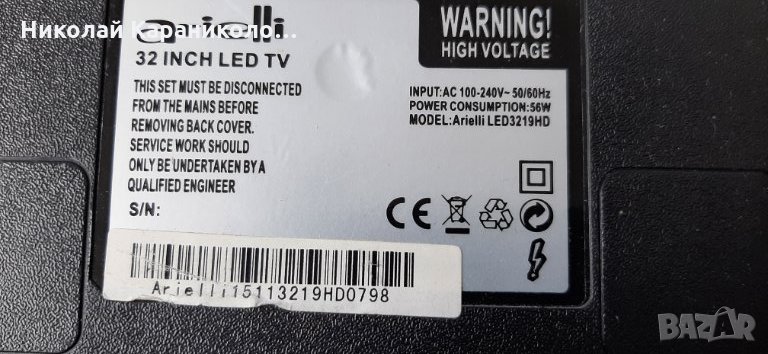 arielli
Николай Караниколо...
32 INCH LED TV
THIS SET MUST BE DISCONNECTED
FROM THE MAINS BEFORE
REMOVING BACK COVER.
SERVICE WORK SHOULD
ONLY BE UNDERTAKEN BY A
QUALIFIED ENGINEER
S/N:
Arielli15113219HD0798
WARNING!
HIGH VOLTAGE
INPUT:AC 100-240V~50/60Hz
POWER CONSUMPTION:56W
MODEL:Arielli LED3219HD
CE
BAZAR